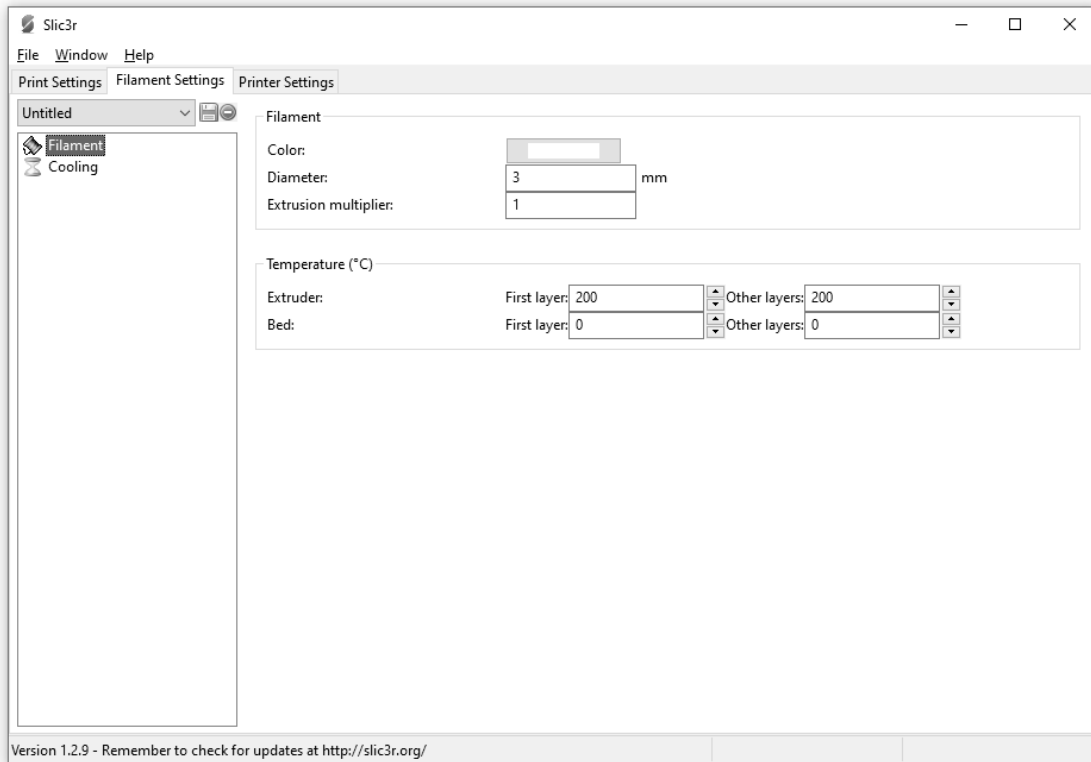 Slic3r
File Window Help
Print Settings Filament Settings Printer Settings
Untitled
Filament
Cooling
Filament
Color:
Diameter: 3 mm
Extrusion multiplier: 1
Temperature (°C)
Extruder: First layer: 200 Other layers: 200
Bed: First layer: 0 Other layers: 0
Version 1.2.9 - Remember to check for updates at http://slic3r.org/